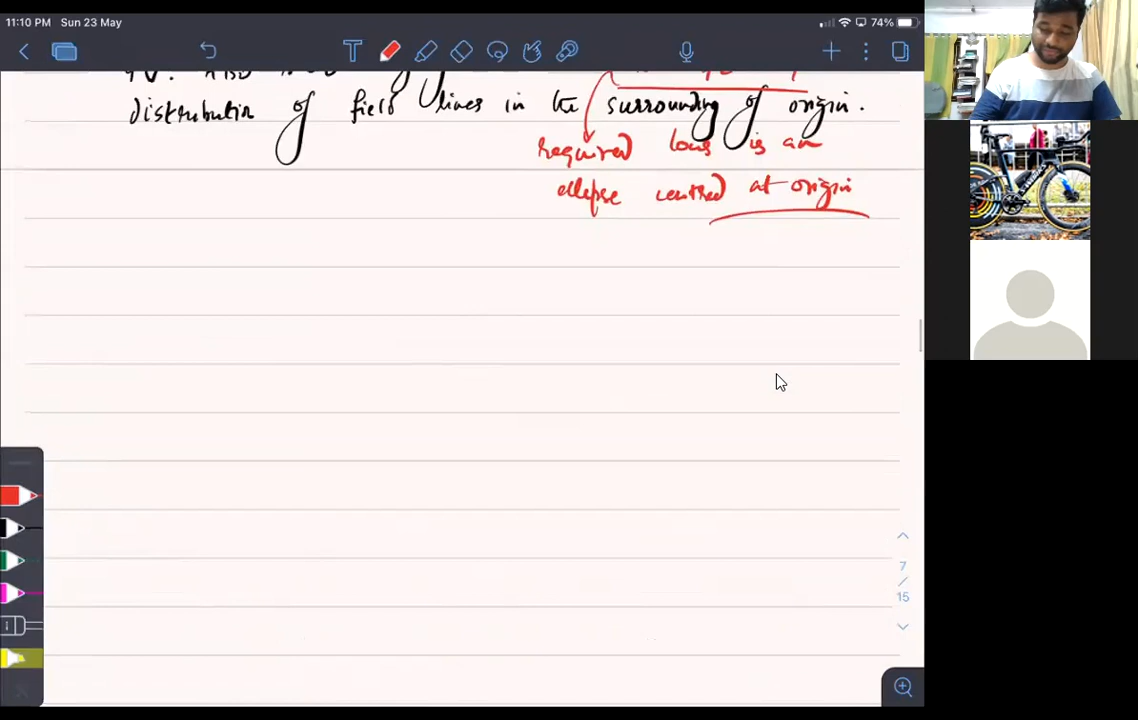 11:10 PM Sun 23 May
74%
distribution of field lines in the surrounding of origin.
required locus is an
ellipse centred at origin
7
/
15